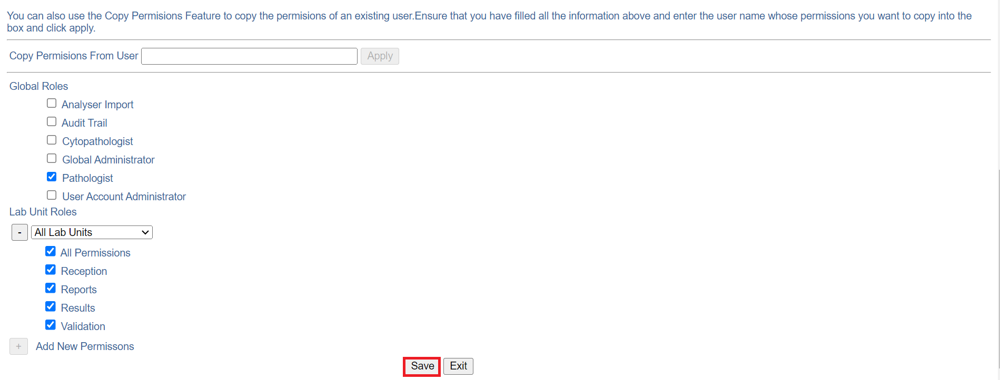 You can also use the Copy Permisions Feature to copy the permisions of an existing user.Ensure that you have filled all the information above and enter the user name whose permissions you want to copy into the
box and click apply.
Copy Permisions From User Apply
Global Roles
Analyser Import
Audit Trail
Cytopathologist
Global Administrator
Pathologist
User Account Administrator
Lab Unit Roles
- All Lab Units
All Permissions
Reception
Reports
Results
Validation
+ Add New Permissons
Save Exit